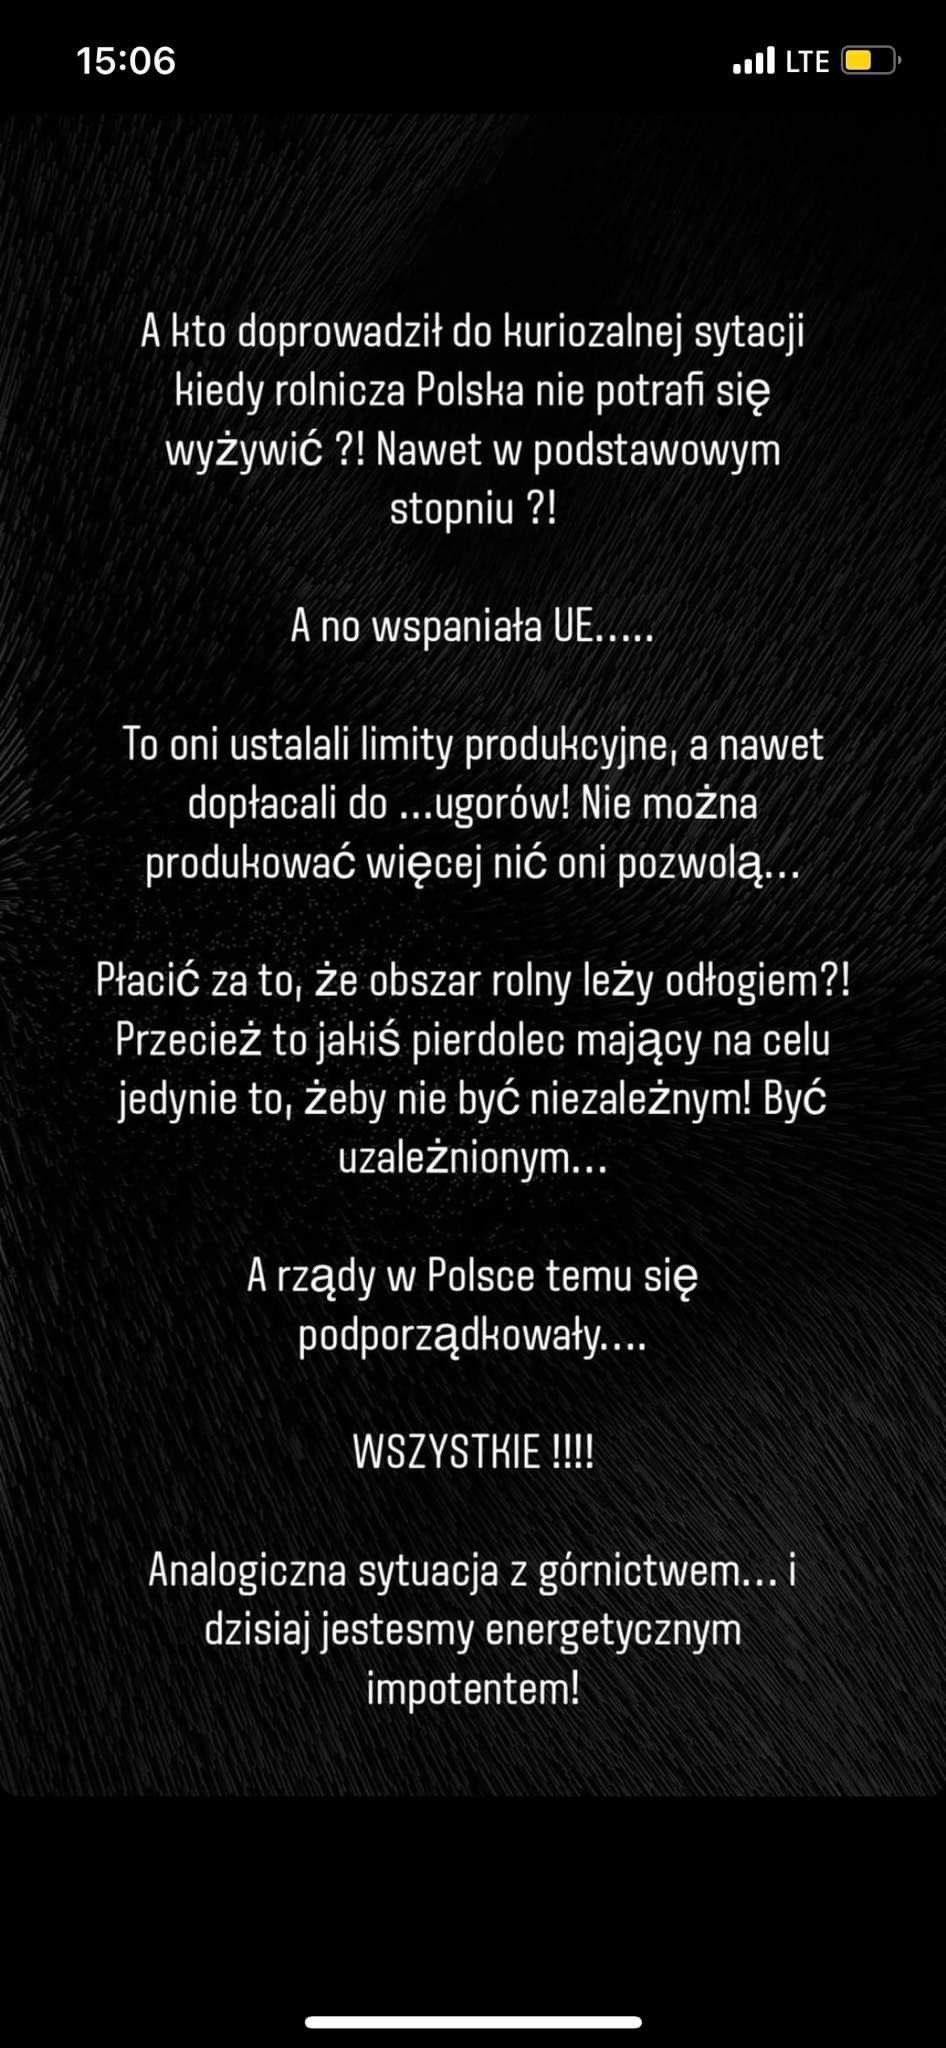 15:06
LTE
A kto doprowadził do kuriozalnej sytacji
kiedy rolnicza Polska nie potrafi się
wyżywić ?! Nawet w podstawowym
stopniu ?!
A no wspaniała UE.....
To oni ustalali limity produkcyjne, a nawet
dopłacali do ...ugorów! Nie można
produkować więcej nić oni pozwolą...
Płacić za to, że obszar rolny leży odłogiem?!
Przecież to jakiś pierdolec mający na celu
jedynie to, żeby nie być niezależnym! Być
uzależnionym...
A rządy w Polsce temu się
podporządkowały....
WSZYSTKIE !!!!
Analogiczna sytuacja z górnictwem... i
dzisiaj jestesmy energetycznym
impotentem!